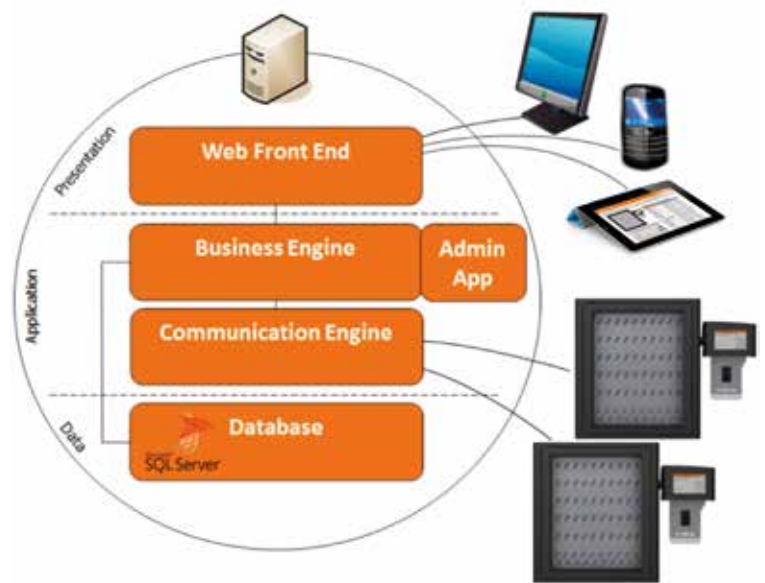 Presentation
Web Front End
Application
Business Engine
Admin
App
Communication Engine
Data
Database
SQL Server